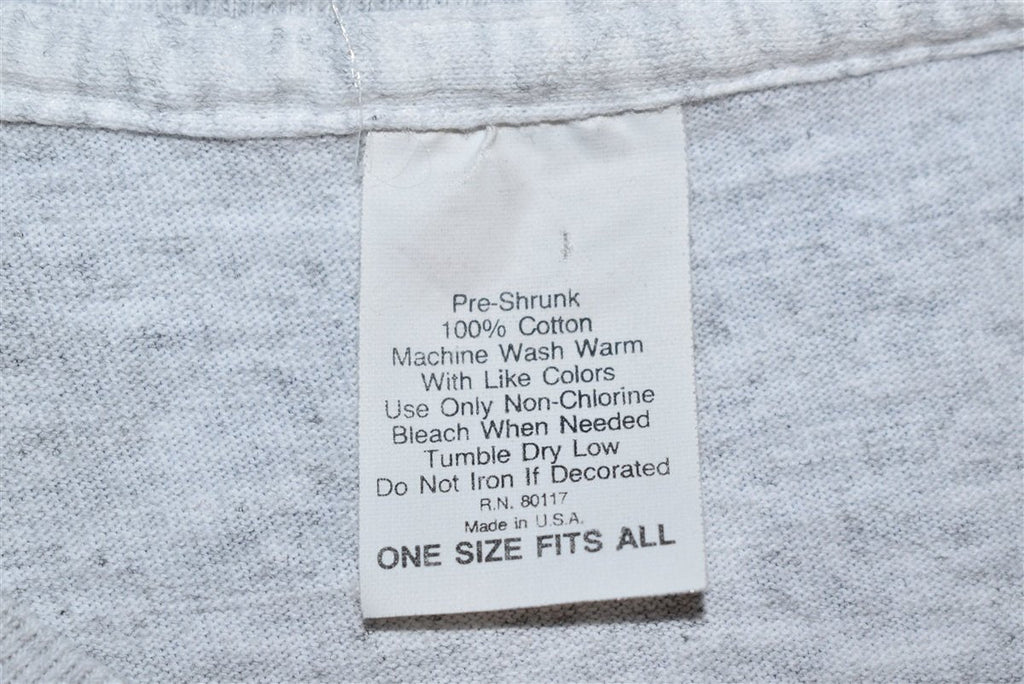 Pre-Shrunk
100% Cotton
Machine Wash Warm
With Like Colors
Use Only Non-Chlorine
Bleach When Needed
Tumble Dry Low
Do Not Iron If Decorated
R.N. 80117
Made in U.S.A.
ONE SIZE FITS ALL